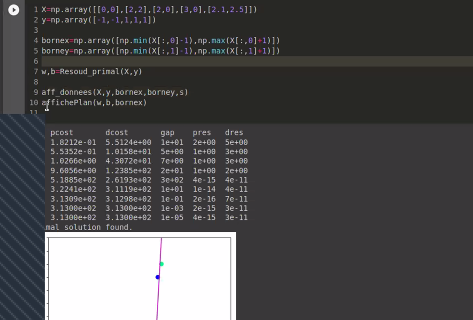 1 X=np.array([[0,0],[2,2],[2,0],[3,0],[2.1,2.5]])
2 y=np.array([-1,-1,1,1,1])
3
4 bornex=np.array([np.min(X[:,0]-1),np.max(X[:,0]+1)])
5 borney=np.array([np.min(X[:,1]-1),np.max(X[:,1]+1)])
6
7 w,b=Resoud_primal(X,y)
8
9 aff_donnees(X,y,bornex,borney,s)
10 affichePlan(w,b,bornex)
11
pcost dcost gap pres dres
1.8212e-01 5.5124e+00 1e+01 2e+00 5e+00
5.5352e-01 1.0158e+01 5e+00 1e+00 3e+00
1.0266e+00 4.3072e+01 7e+00 1e+00 3e+00
9.6056e+00 1.2385e+02 2e+01 1e+00 2e+00
5.1885e+02 2.6193e+02 3e+02 4e-15 4e-11
3.2241e+02 3.1119e+02 1e+01 1e-14 4e-11
3.1309e+02 3.1298e+02 1e-01 2e-16 7e-11
3.1300e+02 3.1300e+02 1e-03 2e-15 3e-11
3.1300e+02 3.1300e+02 1e-05 4e-15 3e-11
mal solution found.